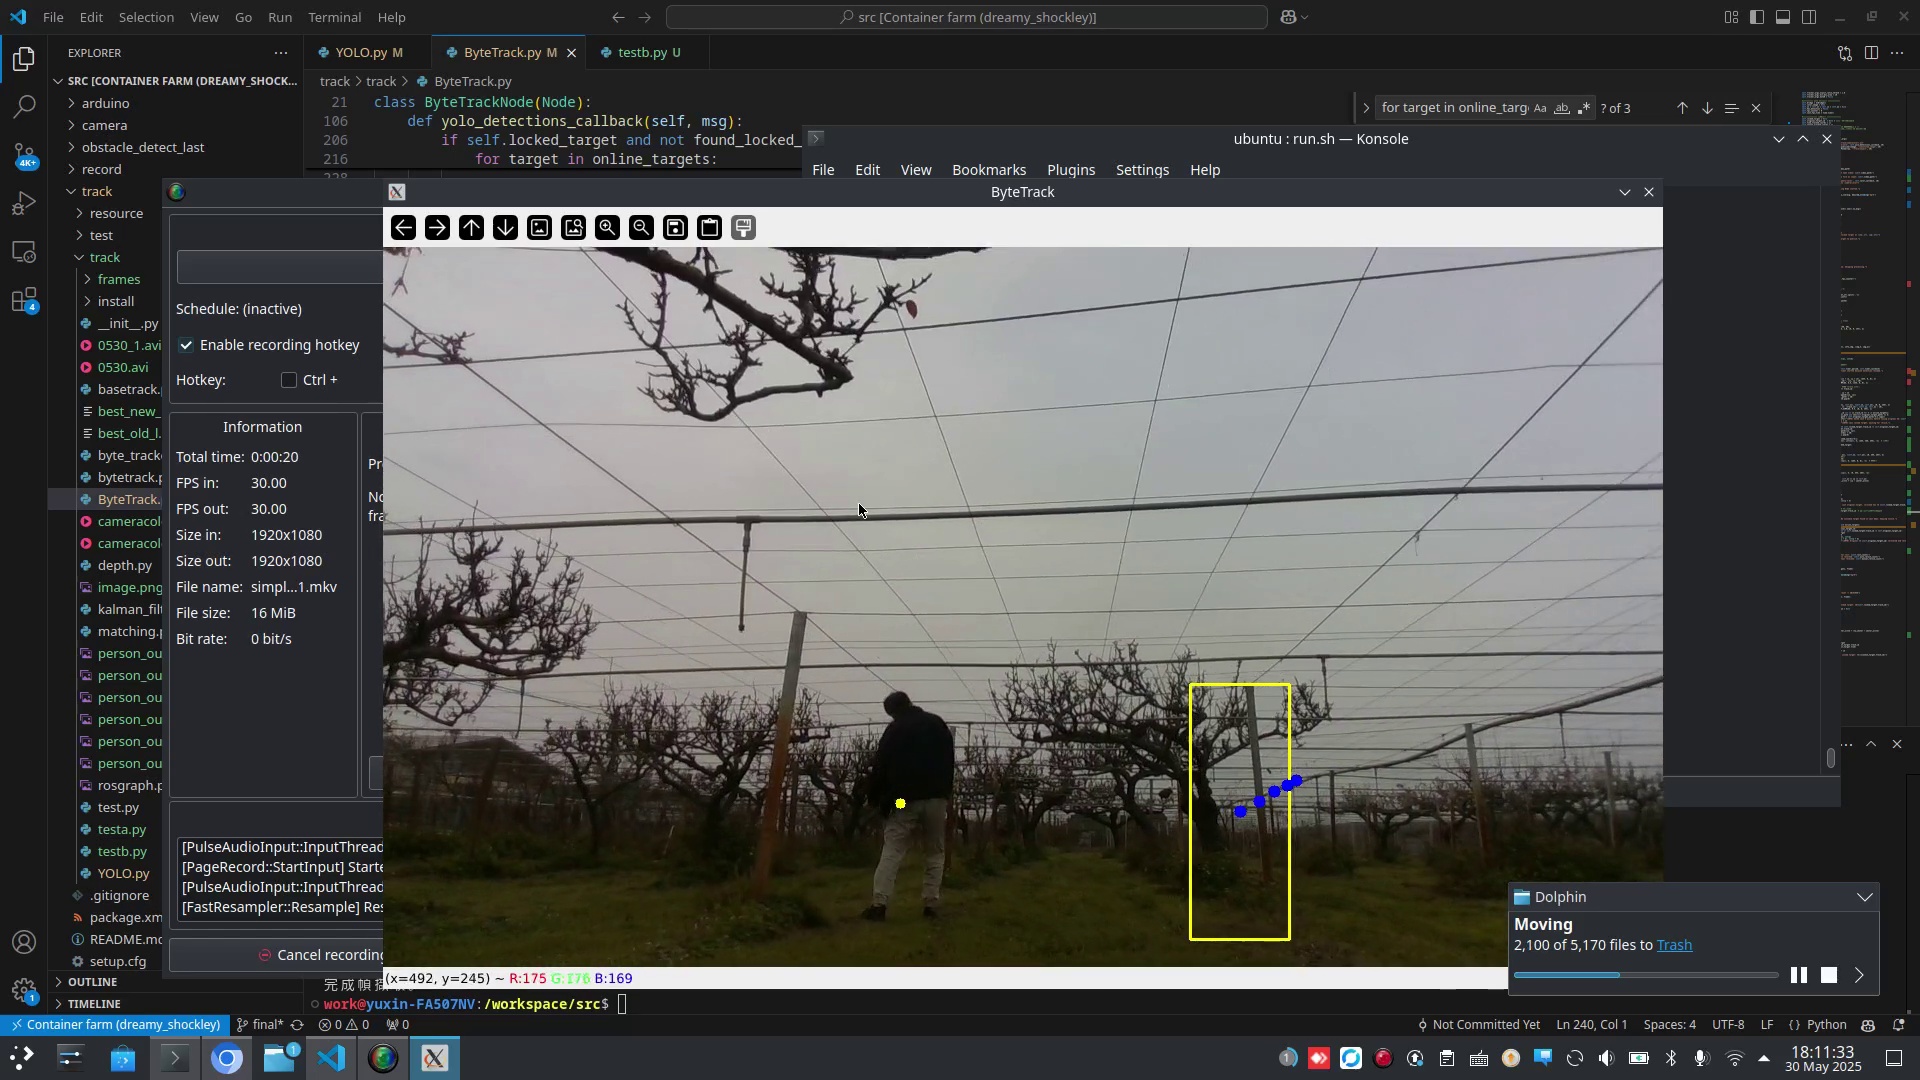 File Edit Selection View Go Run Terminal Help
src [Container farm (dreamy_shockley)]
EXPLORER
YOLO.py M
ByteTrack.py M
testb.py U
SRC [CONTAINER FARM (DREAMY_SHOCK...
track > track > ByteTrack.py
arduino
camera
obstacle_detect_last
record
track
resource
test
track
frames
install
__init__.py
0530_1.avi
0530.avi
basetrack.
best_new_
best_old_l.
byte_track
bytetrack.p
ByteTrack.
cameracol
cameracol
depth.py
image.png
kalman_filt
matching.p
person_ou
person_ou
person_ou
person_ou
person_ou
person_ou
rosgraph.p
test.py
testa.py
testb.py
YOLO.py
.gitignore
package.xm
README.md
setup.cfg
OUTLINE
TIMELINE
4K+
4
1
21 class ByteTrackNode(Node):
106 def yolo_detections_callback(self, msg):
206 if self.locked_target and not found_locked_
216 for target in online_targets:
228
for target in online_targ
Aa ab .*
? of 3
ubuntu : run.sh — Konsole
File Edit View Bookmarks Plugins Settings Help
ByteTrack
Schedule: (inactive)
Enable recording hotkey
Hotkey: Ctrl +
Information
Total time: 0:00:20
FPS in: 30.00
FPS out: 30.00
Size in: 1920x1080
Size out: 1920x1080
File name: simpl...1.mkv
File size: 16 MiB
Bit rate: 0 bit/s
Pre
No
fra
[PulseAudioInput::InputThread
[PageRecord::StartInput] Starte
[PulseAudioInput::InputThread
[FastResampler::Resample] Res
Cancel recording
(x=492, y=245) ~ R:175 G:176 B:169
work@yuxin-FA507NV:/workspace/src$
Dolphin
Moving
2,100 of 5,170 files to Trash
Container farm (dreamy_shockley)
final*
0 0
0
Not Committed Yet
Ln 240, Col 1
Spaces: 4
UTF-8
LF
{ } Python
1
1
18:11:33
30 May 2025